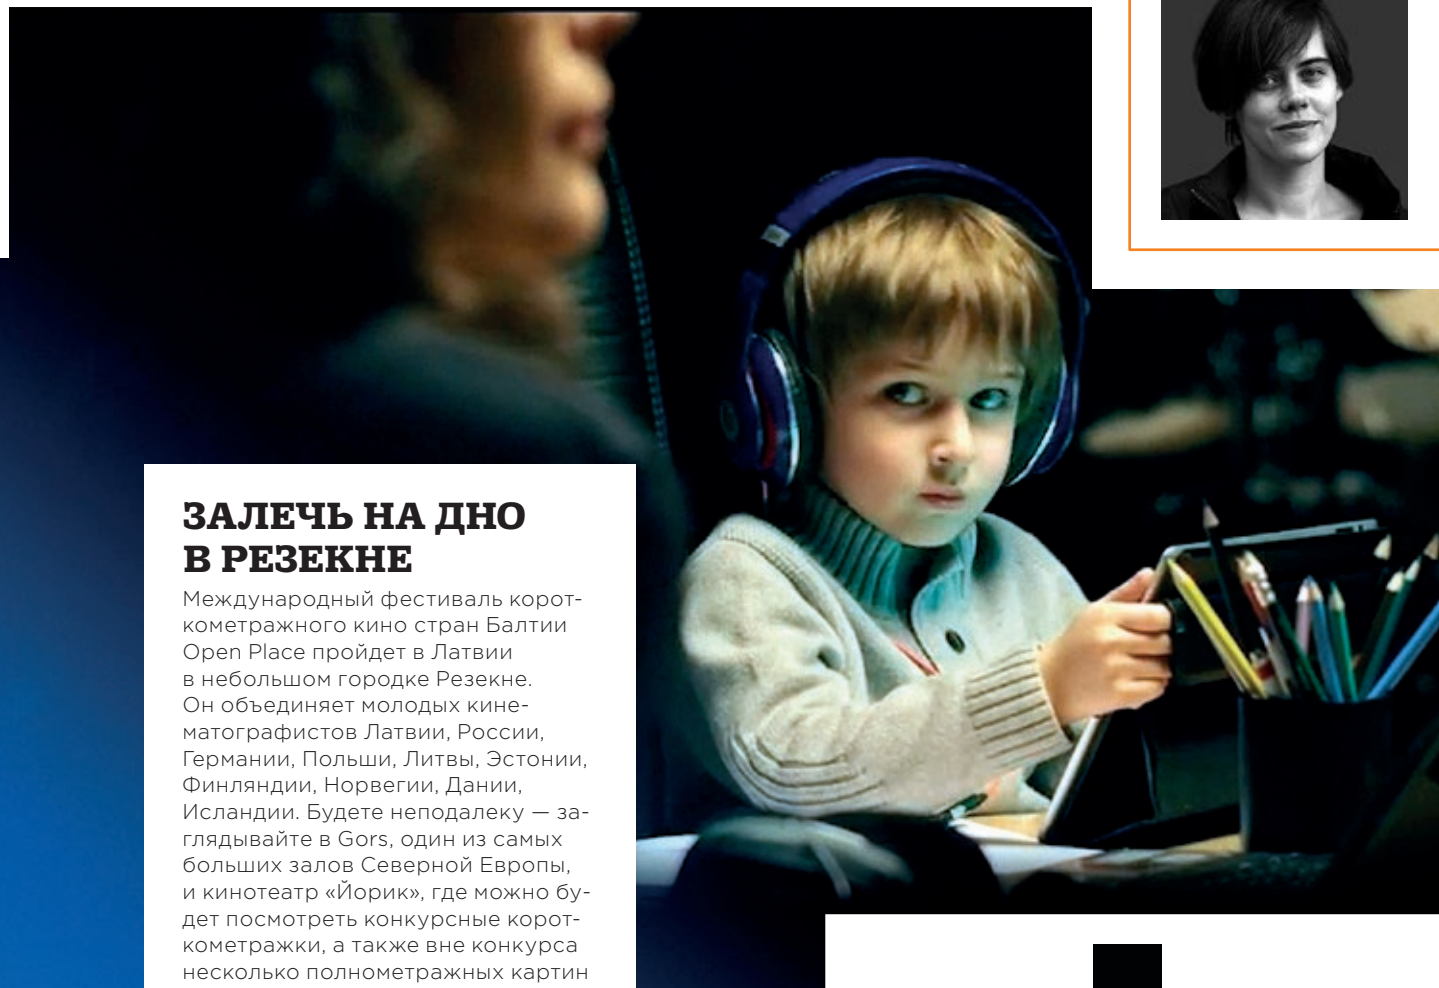 ЗАЛЕЧЬ НА ДНО
В РЕЗЕКНЕ
Международный фестиваль корот-
кометражного кино стран Балтии
Open Place пройдет в Латвии
в небольшом городке Резекне.
Он объединяет молодых кине-
матографистов Латвии, России,
Германии, Польши, Литвы, Эстонии,
Финляндии, Норвегии, Дании,
Исландии. Будете неподалеку — за-
глядывайте в Gors, один из самых
больших залов Северной Европы,
и кинотеатр «Йорик», где можно бу-
дет посмотреть конкурсные корот-
кометражки, а также вне конкурса
несколько полнометражных картин